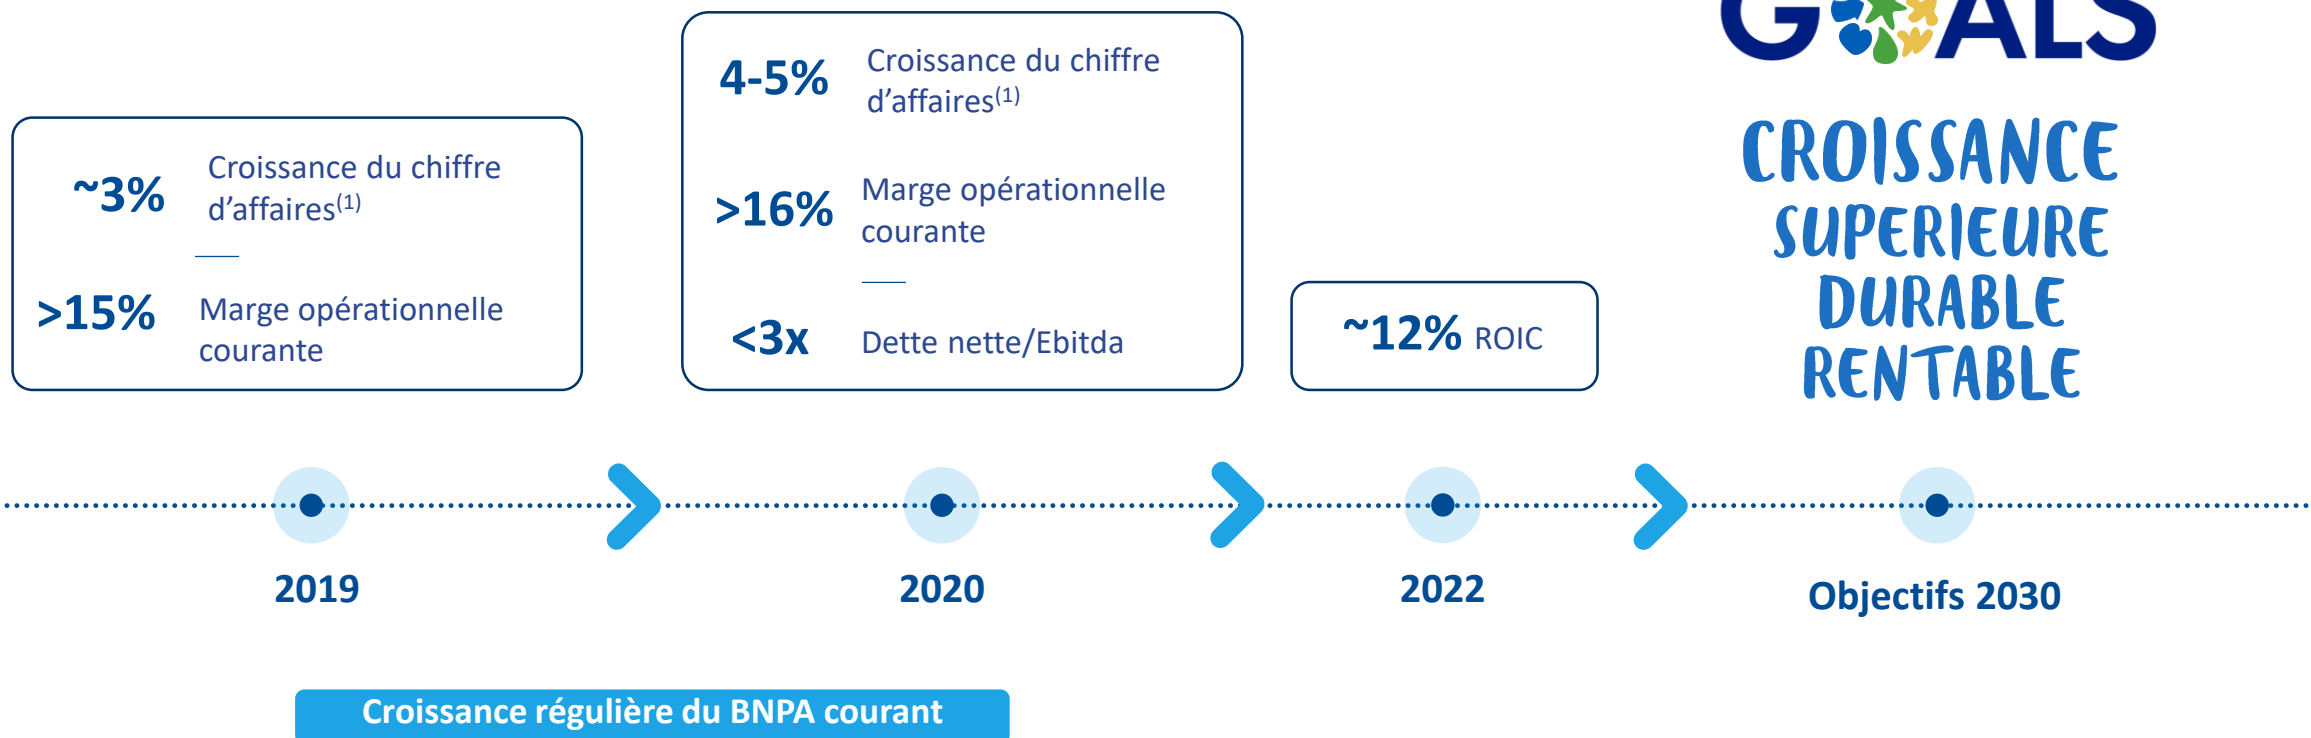 ~3%
Croissance du chiffre
d’affaires(1)
>15%
Marge opérationnelle
courante
4-5%
Croissance du chiffre
d’affaires(1)
>16%
Marge opérationnelle
courante
<3x
Dette nette/Ebitda
~12% ROIC
GOALS
CROISSANCE
SUPERIEURE
DURABLE
RENTABLE
2019
2020
2022
Objectifs 2030
Croissance régulière du BNPA courant